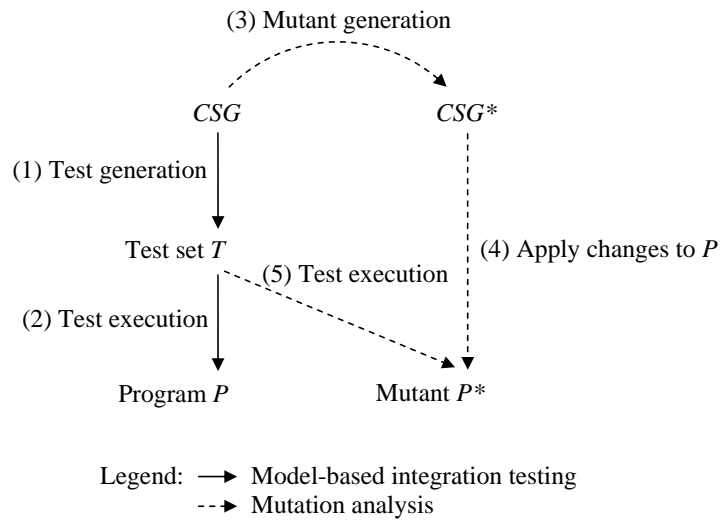 (3) Mutant generation
CSG
CSG*
(1) Test generation
Test set T
(4) Apply changes to P
(5) Test execution
(2) Test execution
Program P
Mutant P*
Legend:
Model-based integration testing
Mutation analysis